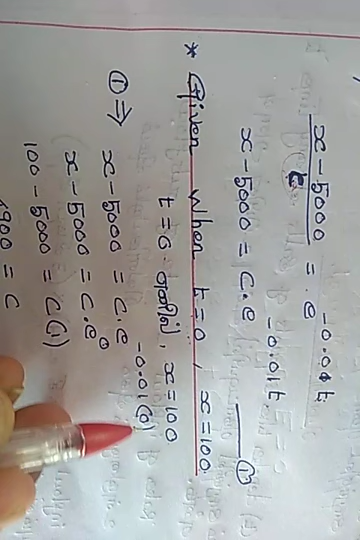 x - 5000 / c = e^-0.01t
x - 5000 = c.e^-0.01t ——— ①
* Given when t=0, x=100.
t=0 எனில், x=100
① ⇒ x - 5000 = c.e^-0.01(0)
x - 5000 = c.e^0
100 - 5000 = c(1)
4900 = c